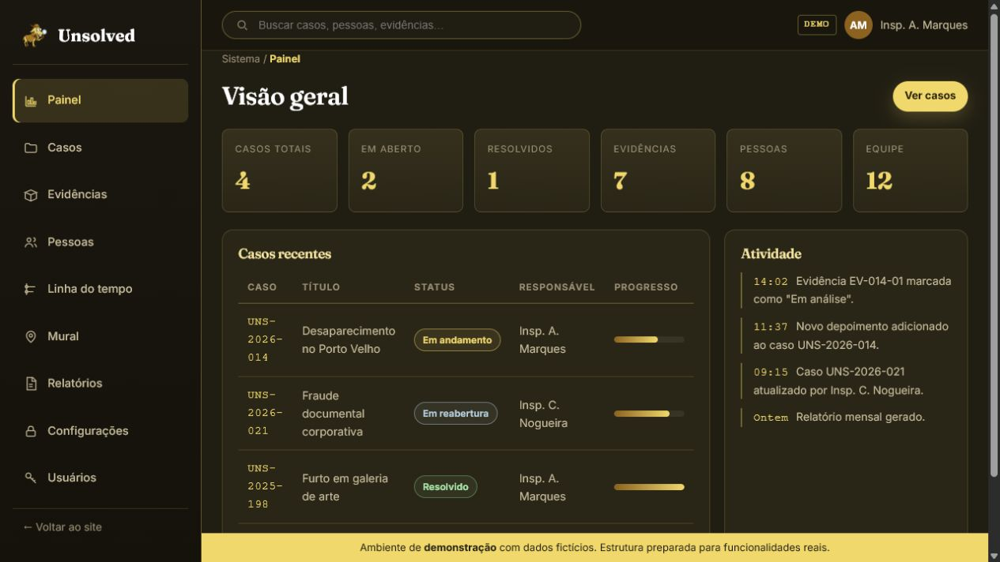 Unsolved
Painel
Casos
Evidências
Pessoas
Linha do tempo
Mural
Relatórios
Configurações
Usuários
← Voltar ao site
Buscar casos, pessoas, evidências...
DEMO
AM
Insp. A. Marques
Sistema / Painel
Visão geral
Ver casos
CASOS TOTAIS
4
EM ABERTO
2
RESOLVIDOS
1
EVIDÊNCIAS
7
PESSOAS
8
EQUIPE
12
Casos recentes
CASO TÍTULO STATUS RESPONSÁVEL PROGRESSO
UNS-
2026-
014
Desaparecimento
no Porto Velho
Em andamento
Insp. A.
Marques
UNS-
2026-
021
Fraude
documental
corporativa
Em reabertura
Insp. C.
Nogueira
UNS-
2025-
198
Furto em galeria
de arte
Resolvido
Insp. A.
Marques
Atividade
14:02 Evidência EV-014-01 marcada
como "Em análise".
11:37 Novo depoimento adicionado
ao caso UNS-2026-014.
09:15 Caso UNS-2026-021
atualizado por Insp. C. Nogueira.
Ontem Relatório mensal gerado.
Ambiente de demonstração com dados fictícios. Estrutura preparada para funcionalidades reais.